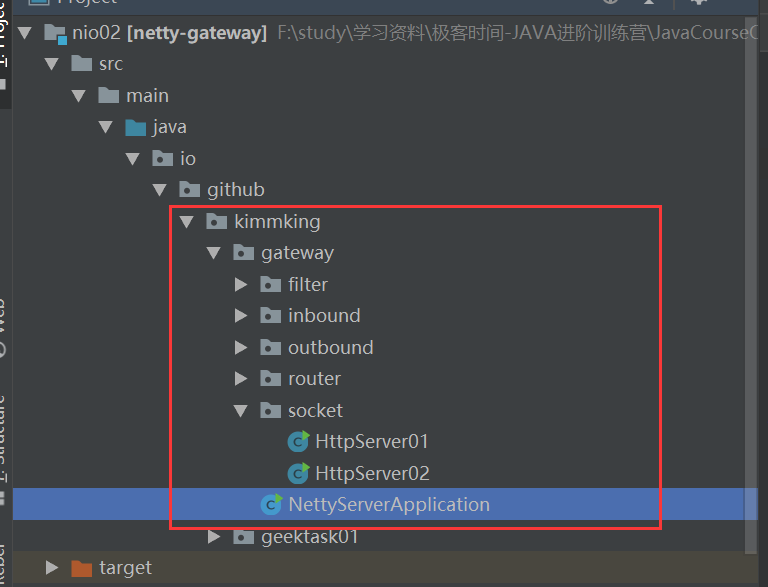 Project
nio02 [netty-gateway] F:\study\学习资料\极客时间-JAVA进阶训练营\JavaCourse
src
main
java
io
github
kimmking
gateway
filter
inbound
outbound
router
socket
HttpServer01
HttpServer02
NettyServerApplication
geektask01
target
Web
Structure